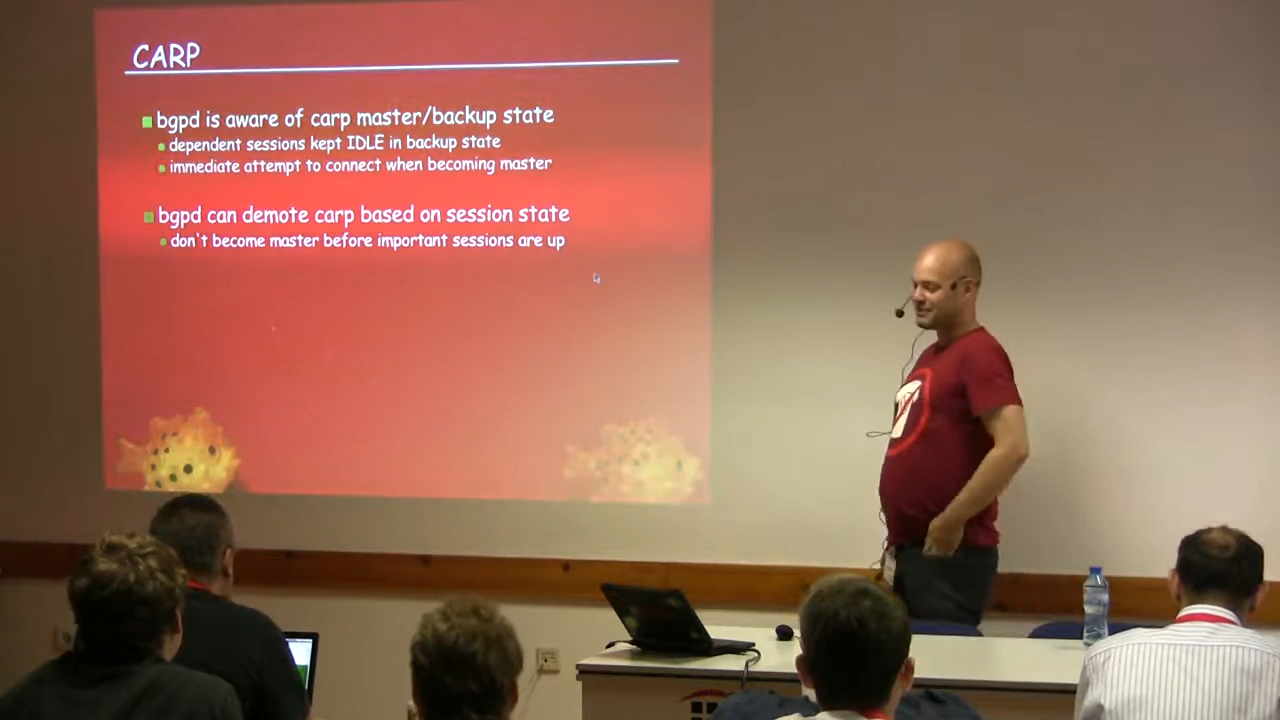 CARP
bgpd is aware of carp master/backup state
dependent sessions kept IDLE in backup state
immediate attempt to connect when becoming master
bgpd can demote carp based on session state
don't become master before important sessions are up